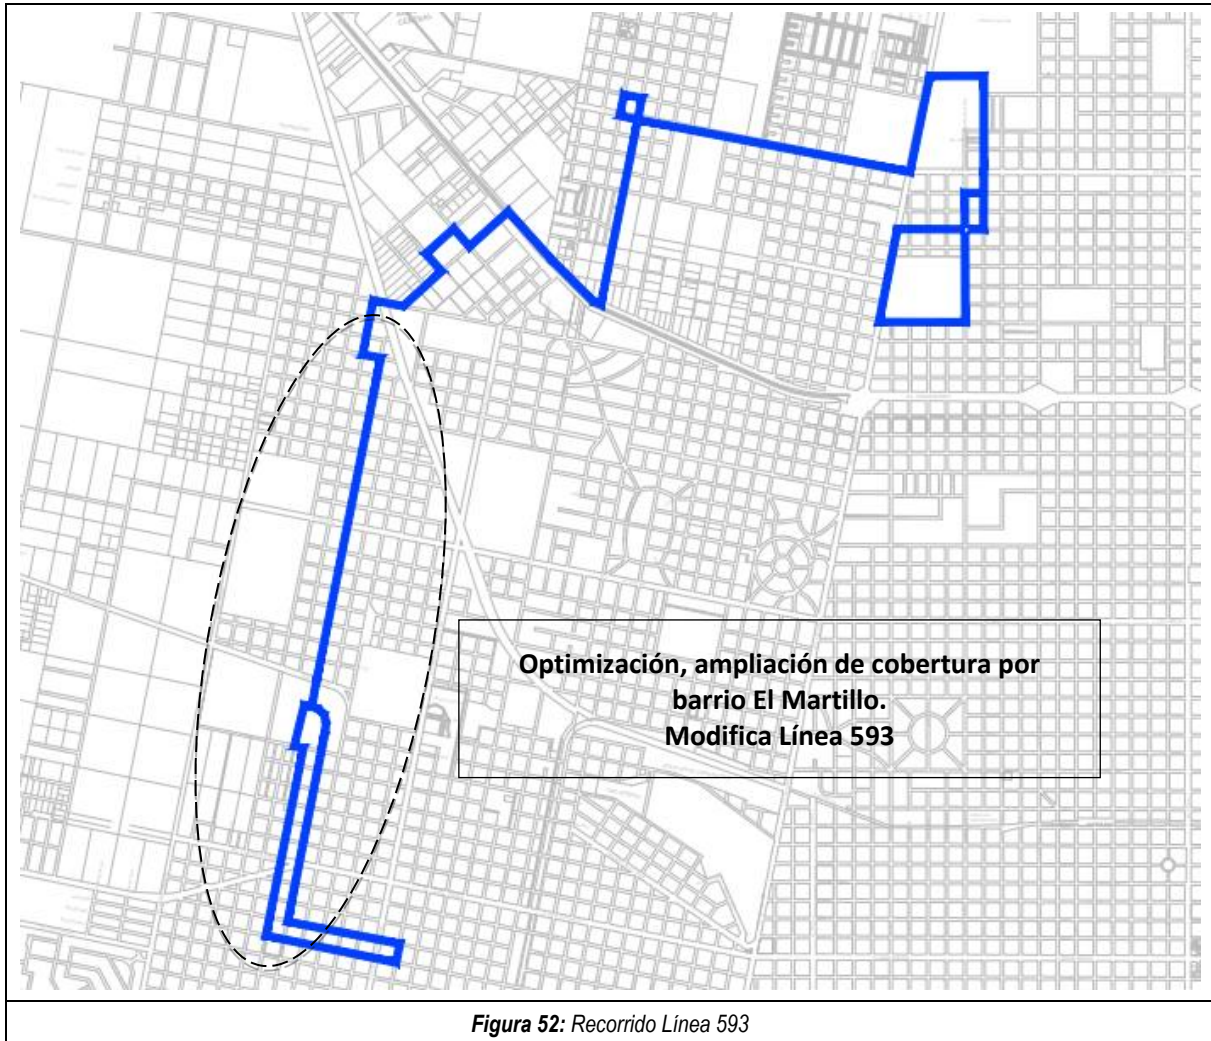 Optimización, ampliación de cobertura por
barrio El Martillo.
Modifica Línea 593
Figura 52: Recorrido Línea 593